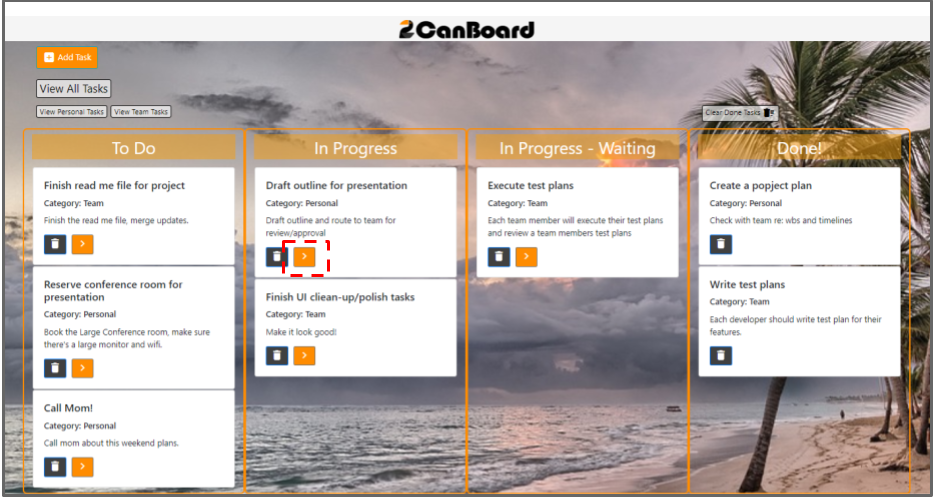 2CanBoard
Add Task
View All Tasks
View Personal Tasks
View Team Tasks
Clear Done Tasks
To Do
Finish read me file for project
Category: Team
Finish the read me file, merge updates.
Reserve conference room for
presentation
Category: Personal
Book the Large Conference room, make sure
there's a large monitor and wifi.
Call Mom!
Category: Personal
Call mom about this weekend plans.
In Progress
Draft outline for presentation
Category: Personal
Draft outline and route to team for
review/approval
Finish UI cliean-up/polish tasks
Category: Team
Make it look good!
In Progress - Waiting
Execute test plans
Category: Team
Each team member will execute their test plans
and review a team members test plans
Done!
Create a popject plan
Category: Personal
Check with team re: wbs and timelines
Write test plans
Category: Team
Each developer should write test plan for their
features.